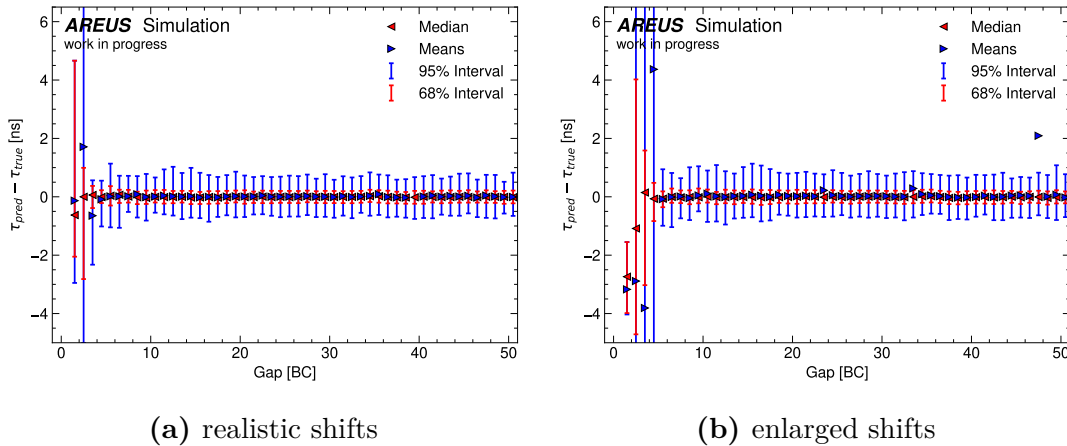 AREUS Simulation
work in progress
Median
Means
95% Interval
68% Interval
6
4
2
0
−2
−4
τpred − τtrue [ns]
0 10 20 30 40 50
Gap [BC]
(a) realistic shifts
AREUS Simulation
work in progress
Median
Means
95% Interval
68% Interval
6
4
2
0
−2
−4
τpred − τtrue [ns]
0 10 20 30 40 50
Gap [BC]
(b) enlarged shifts